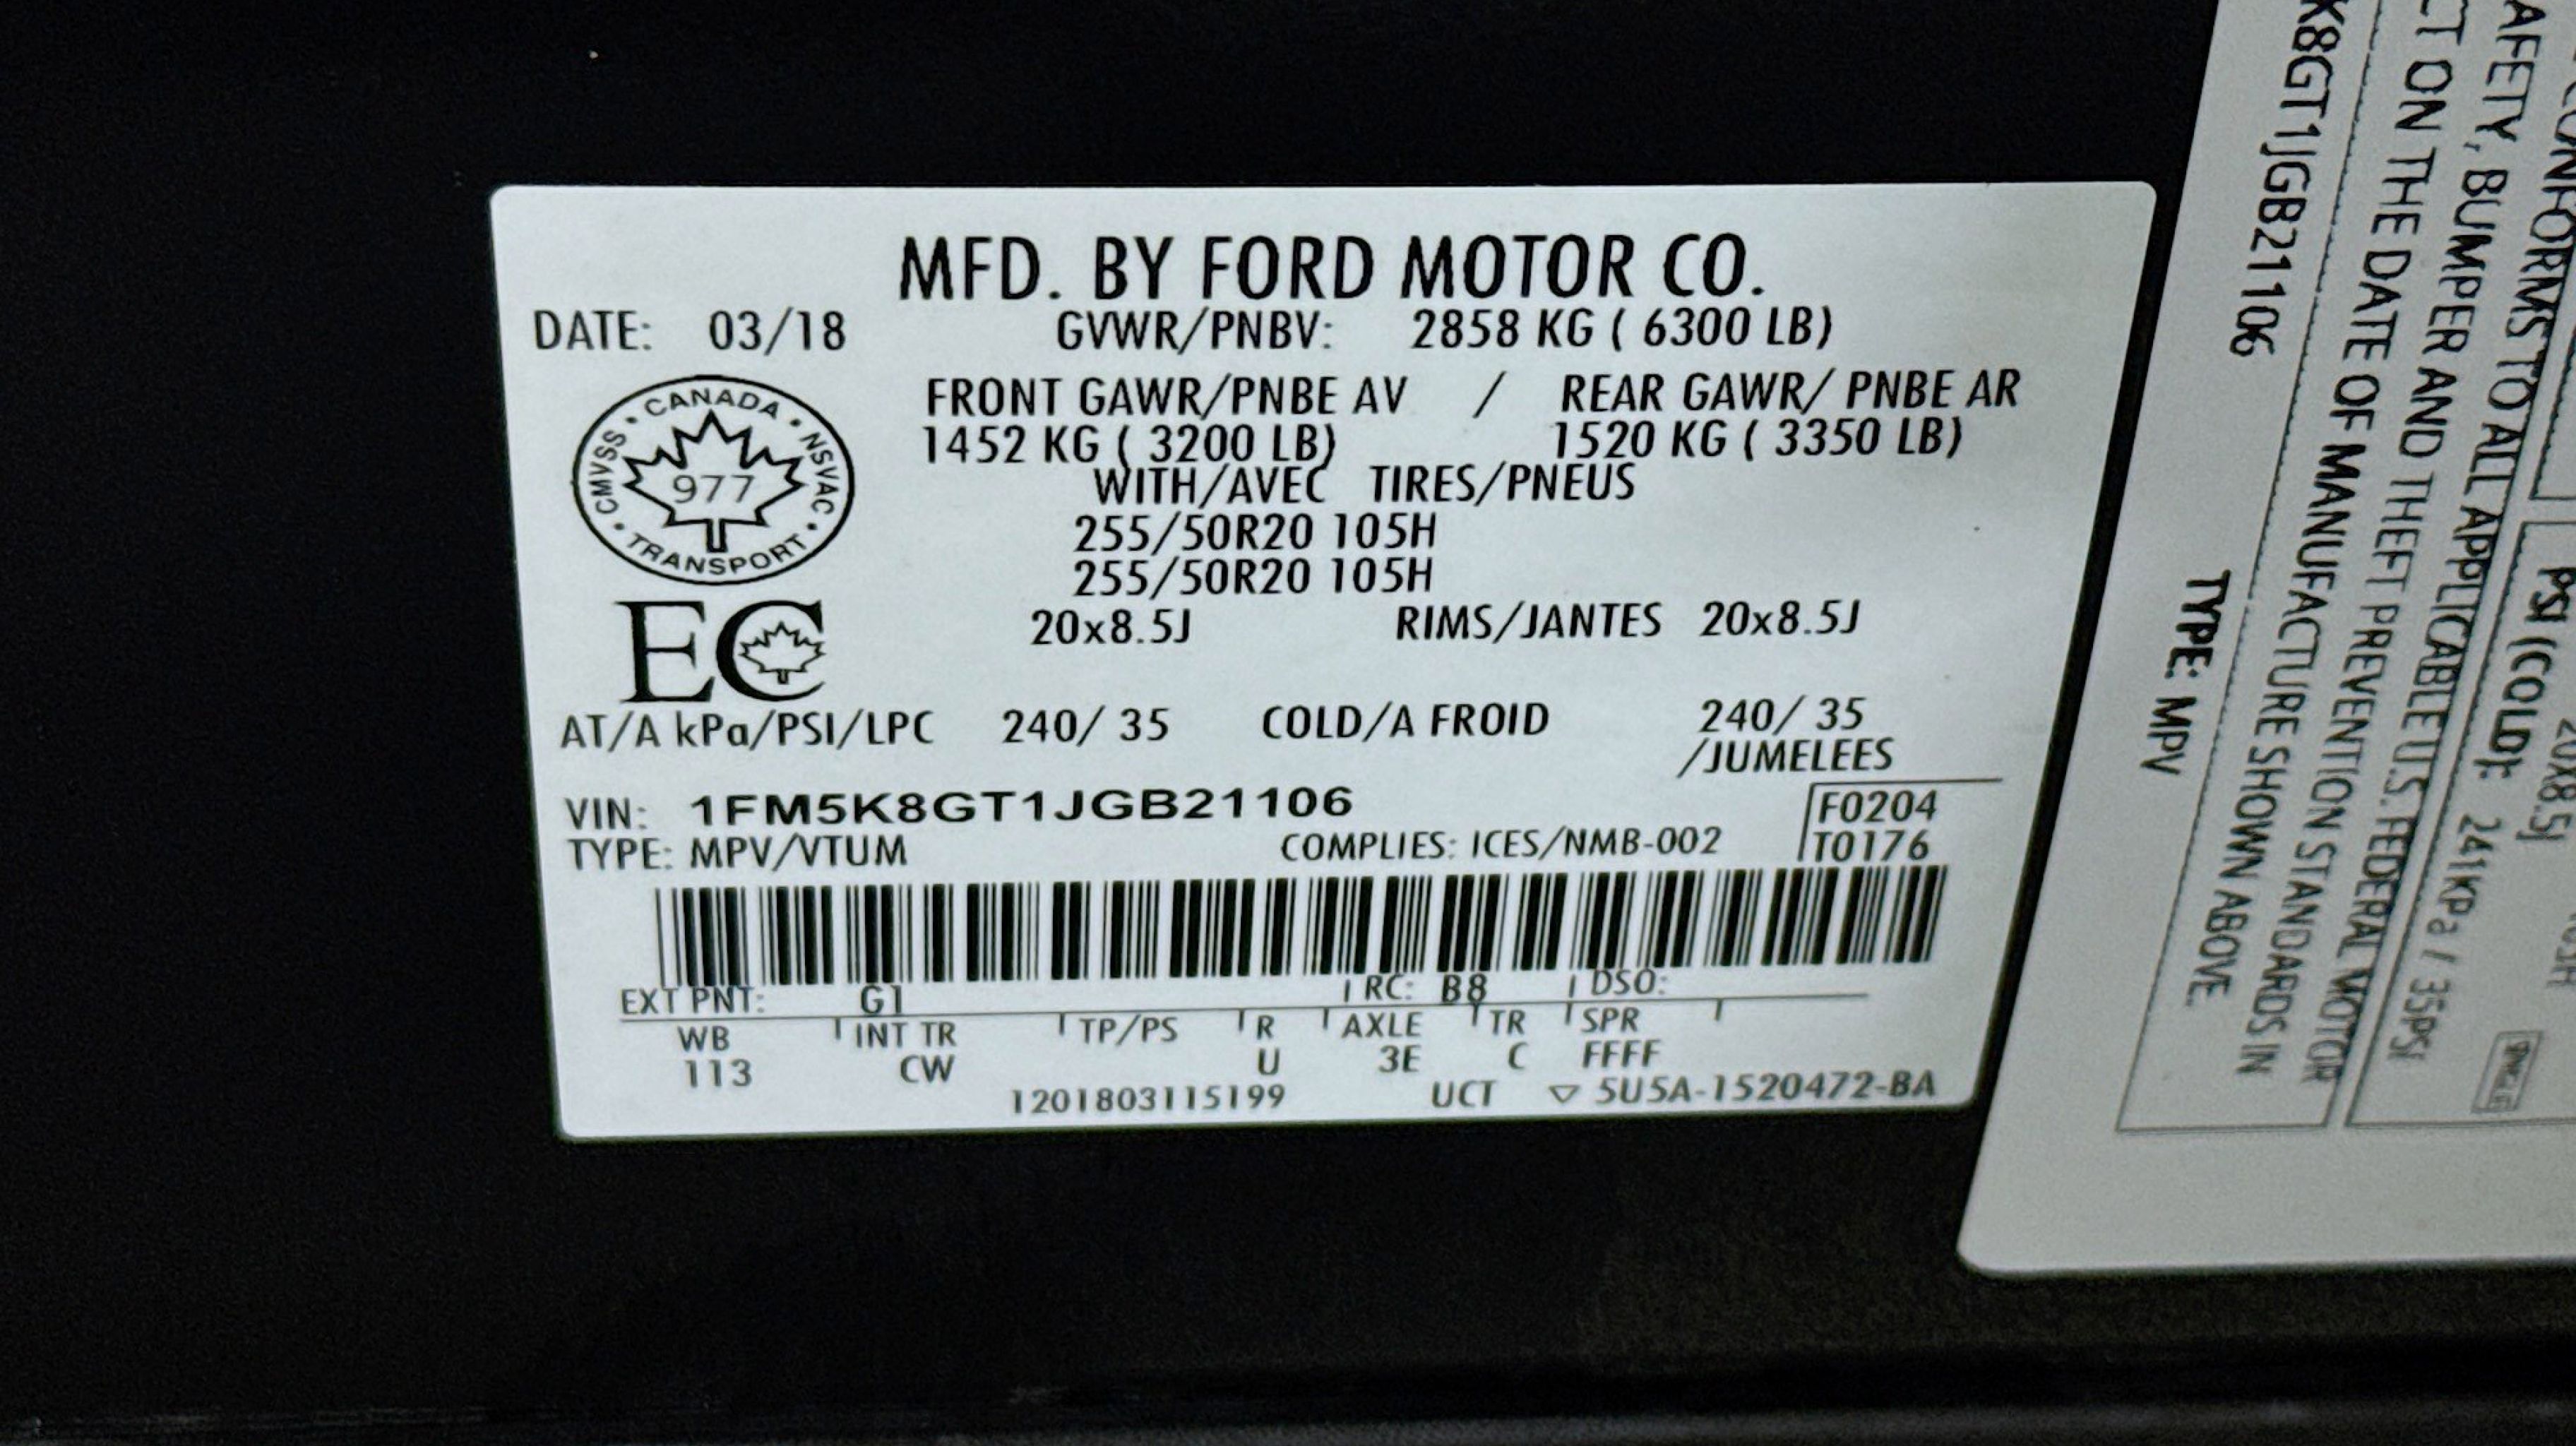 MFD. BY FORD MOTOR CO.
DATE: 03/18 GVWR/PNBV: 2858 KG ( 6300 LB)
FRONT GAWR/PNBE AV / REAR GAWR/ PNBE AR
1452 KG ( 3200 LB) 1520 KG ( 3350 LB)
WITH/AVEC TIRES/PNEUS
255/50R20 105H
255/50R20 105H
20x8.5J RIMS/JANTES 20x8.5J
CANADA · NSVAC · TRANSPORT · CMVSS ·
977
EC
AT/A kPa/PSI/LPC 240/ 35 COLD/A FROID 240/ 35
/JUMELEES
VIN: 1FM5K8GT1JGB21106 F0204
TYPE: MPV/VTUM COMPLIES: ICES/NMB-002 T0176
EXT PNT: G1 RC: B8 DSO:
WB INT TR TP/PS R AXLE TR SPR
113 CW U 3E C FFFF
1201803115199 UCT ▽ 5U5A-1520472-BA
K8GT1JGB21106 TYPE: MPV
CONFORMS TO ALL APPLICABLE U.S. FEDERAL MOTOR
AFETY, BUMPER AND THEFT PREVENTION STANDARDS IN
CT ON THE DATE OF MANUFACTURE SHOWN ABOVE.
20X8.5J
PSI (COLD): 241KPa / 35PSI